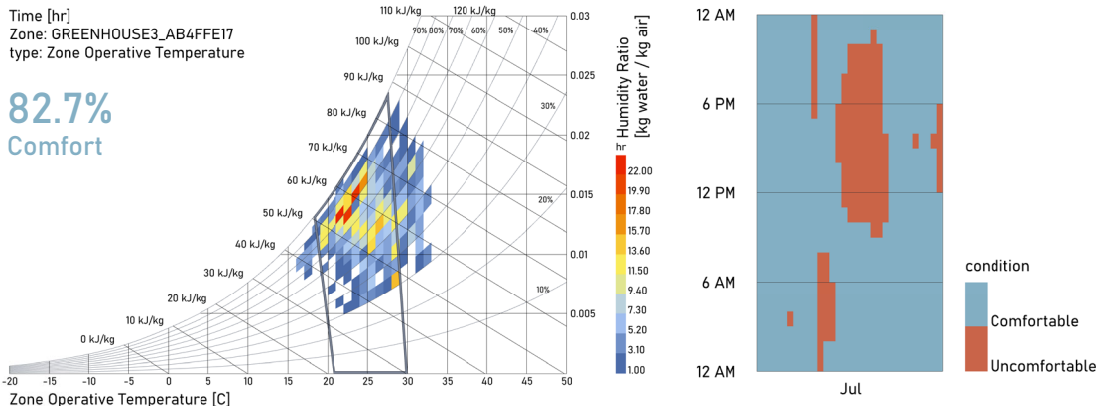 Time [hr]
Zone: GREENHOUSE3_AB4FFE17
type: Zone Operative Temperature
82.7%
Comfort
110 kJ/kg
120 kJ/kg
100 kJ/kg
90 kJ/kg
80 kJ/kg
70 kJ/kg
60 kJ/kg
50 kJ/kg
40 kJ/kg
30 kJ/kg
20 kJ/kg
10 kJ/kg
0 kJ/kg
70%
60%
50%
40%
30%
20%
10%
0.03
0.025
0.02
0.015
0.01
0.005
-20
-15
-10
-5
0
5
10
15
20
25
30
35
40
45
50
Zone Operative Temperature [C]
Humidity Ratio
[kg water / kg air]
hr
22.00
19.90
17.80
15.70
13.60
11.50
9.40
7.30
5.20
3.10
1.00
12 AM
6 PM
12 PM
6 AM
12 AM
Jul
condition
Comfortable
Uncomfortable